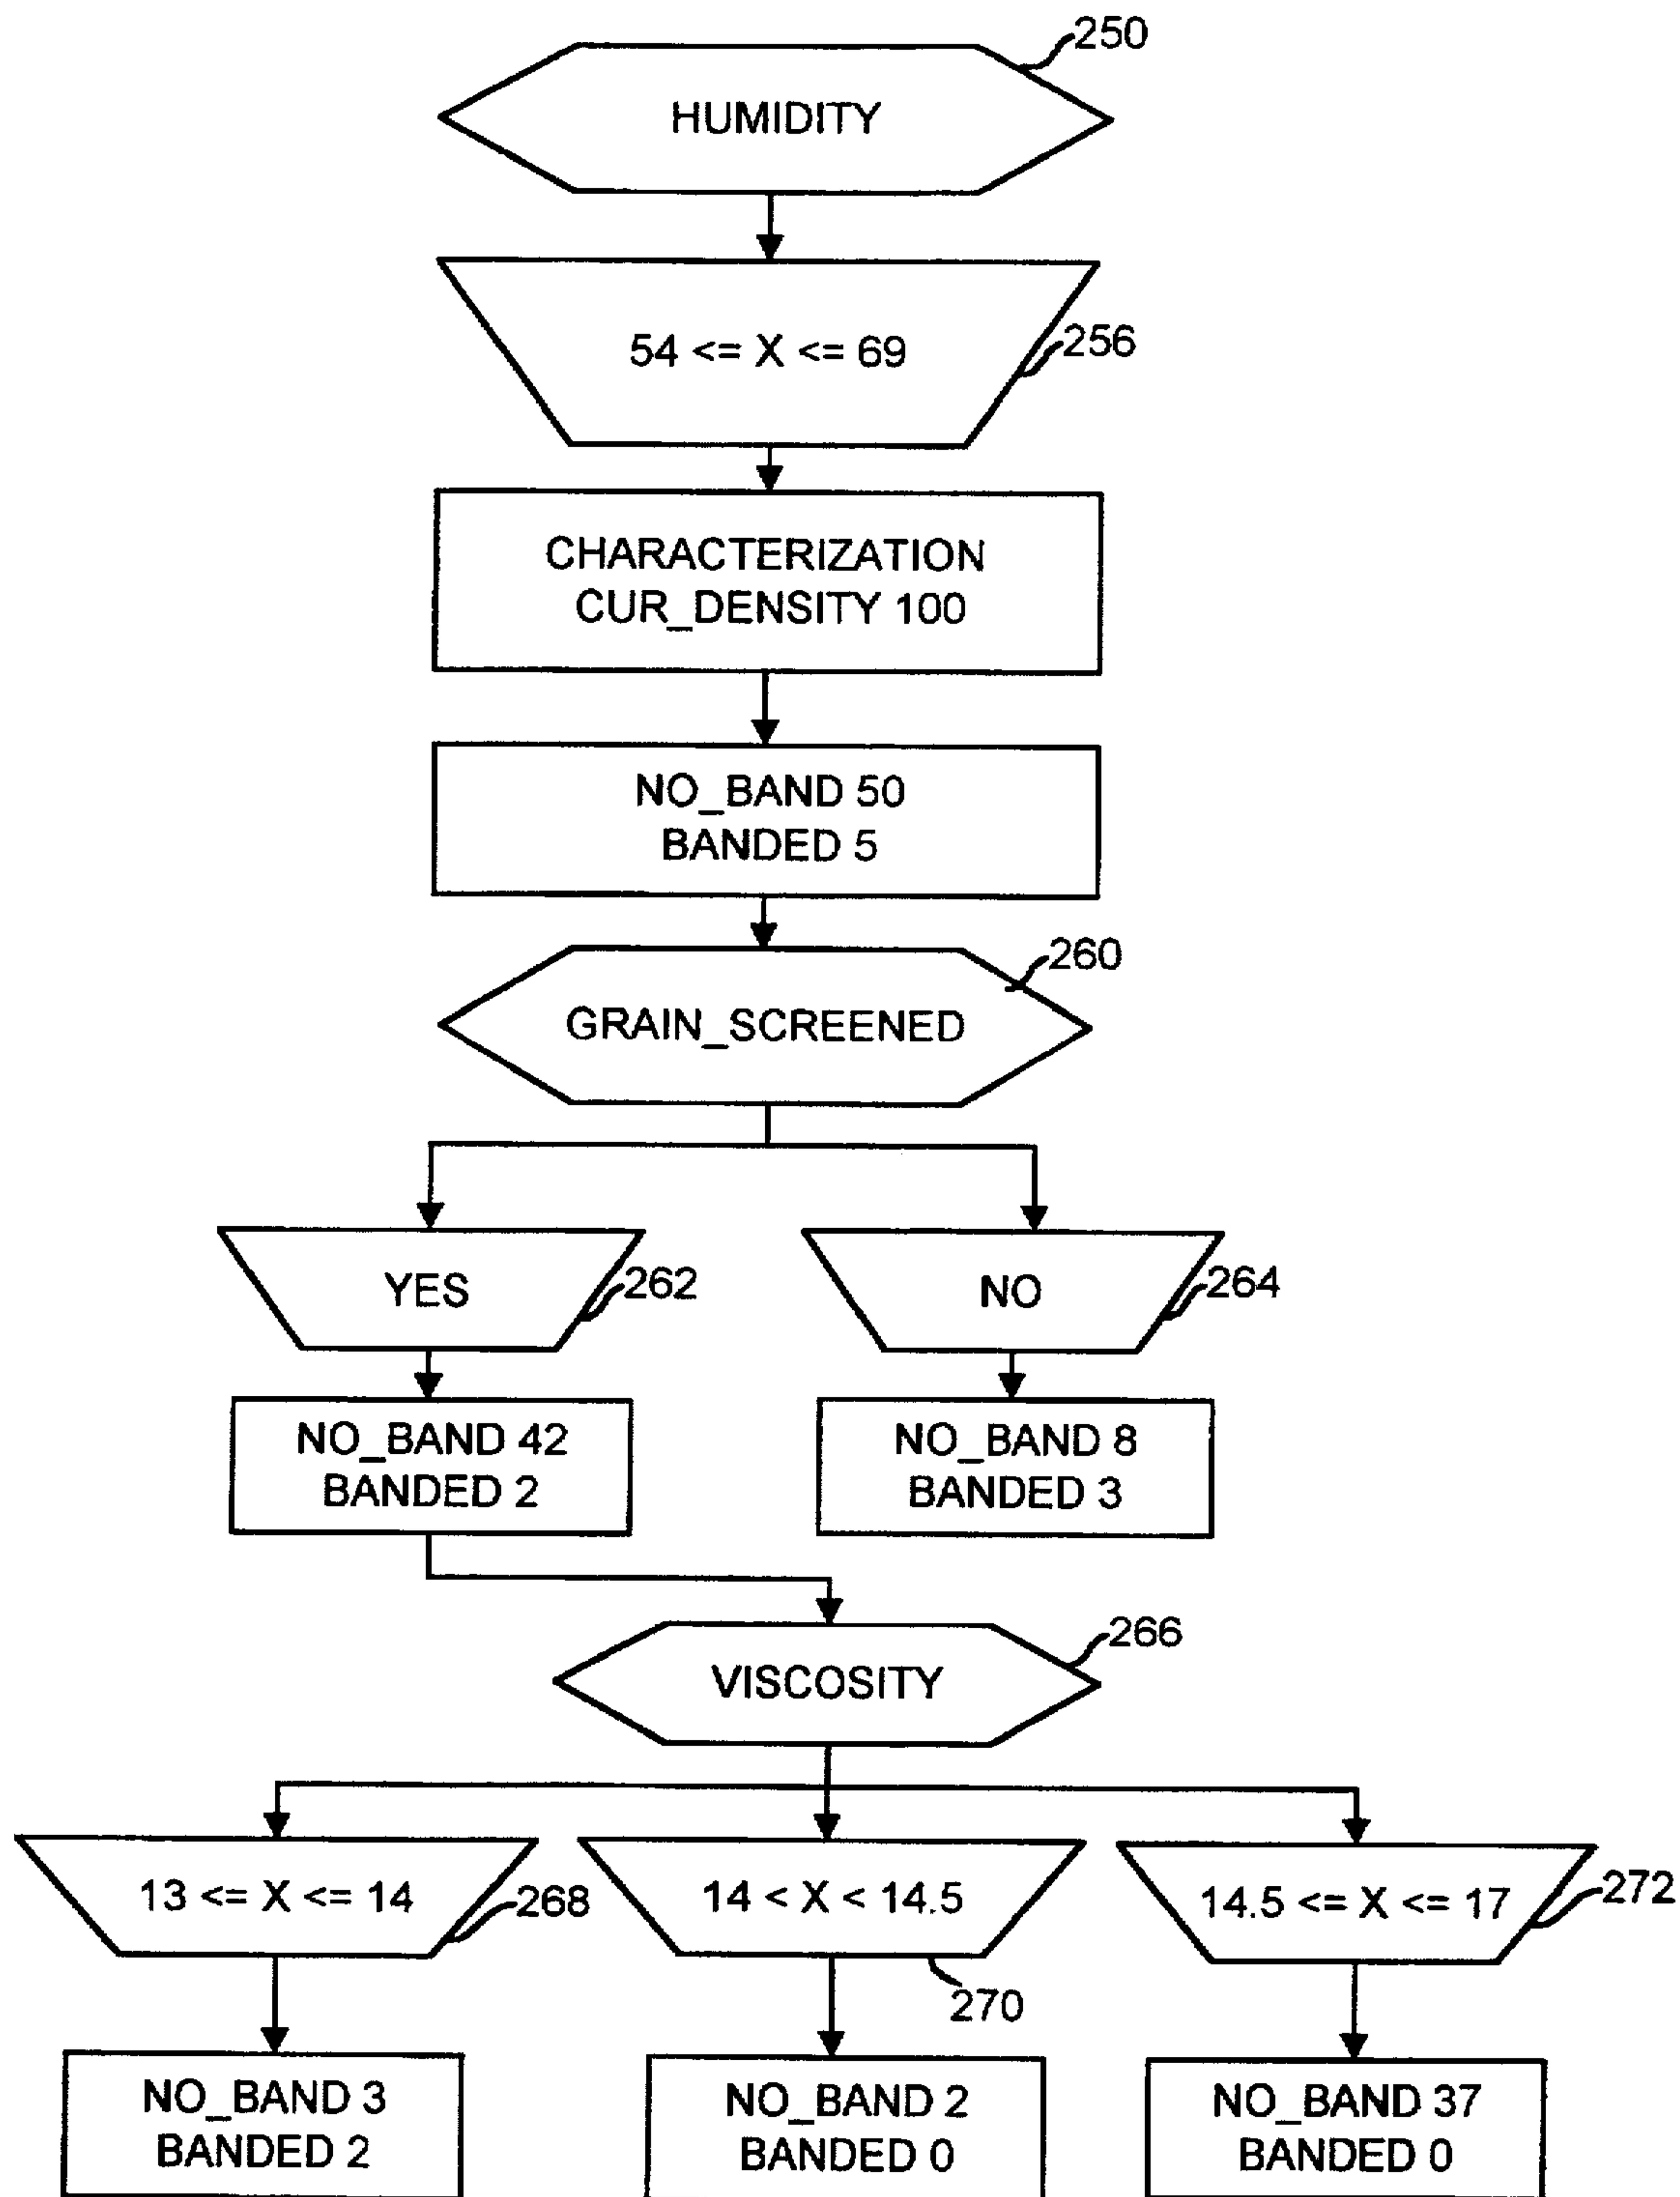 250
HUMIDITY
54 <= X <= 69
256
CHARACTERIZATION
CUR_DENSITY 100
NO_BAND 50
BANDED 5
260
GRAIN_SCREENED
YES
262
NO
264
NO_BAND 42
BANDED 2
NO_BAND 8
BANDED 3
266
VISCOSITY
13 <= X <= 14
268
14 < X < 14.5
270
14.5 <= X <= 17
272
NO_BAND 3
BANDED 2
NO_BAND 2
BANDED 0
NO_BAND 37
BANDED 0